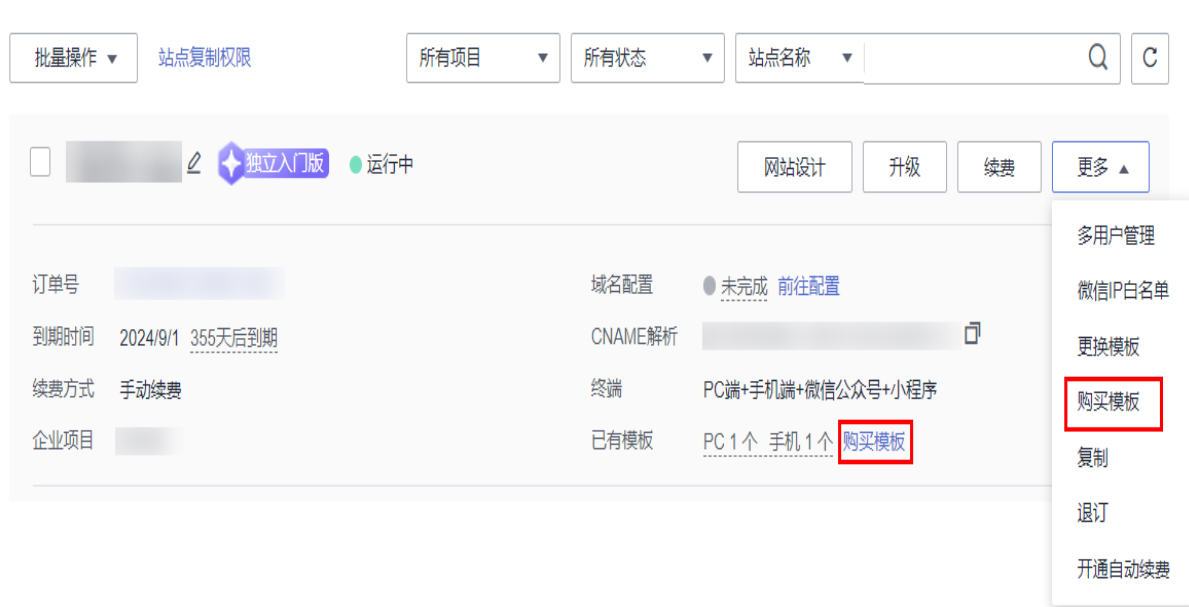 批量操作 站点复制权限 所有项目 所有状态 站点名称
独立入门版 运行中 网站设计 升级 续费 更多
多用户管理
订单号 域名配置 未完成 前往配置 微信IP白名单
到期时间 2024/9/1 355天后到期 CNAME解析 更换模板
续费方式 手动续费 终端 PC端+手机端+微信公众号+小程序 购买模板
企业项目 已有模板 PC 1 个 手机 1 个 购买模板 复制
退订
开通自动续费